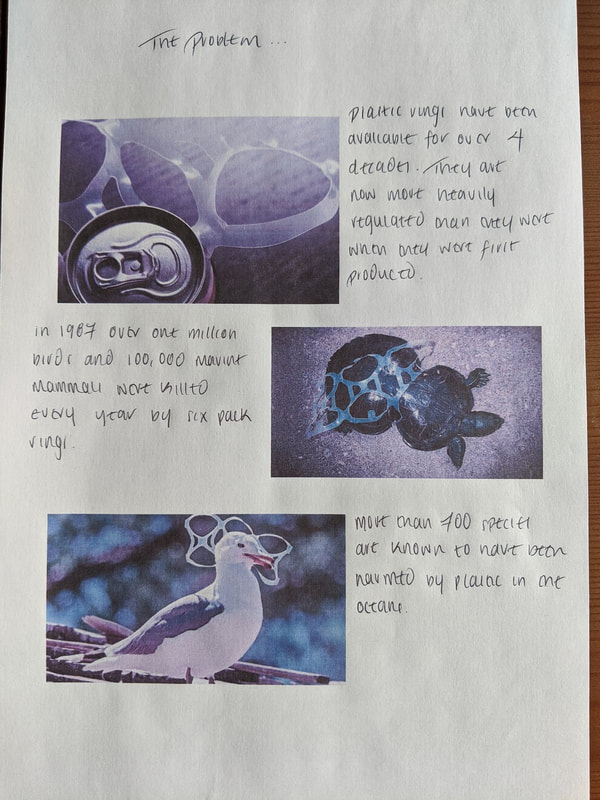 The Problem ...
plastic rings have been
available for over 4
decades. They are
now more heavily
regulated than they were
when they were first
produced.
in 1987 over one million
birds and 100,000 marine
mammals were killed
every year by six pack
rings.
More than 700 species
are known to have been
harmed by plastic in the
oceans.